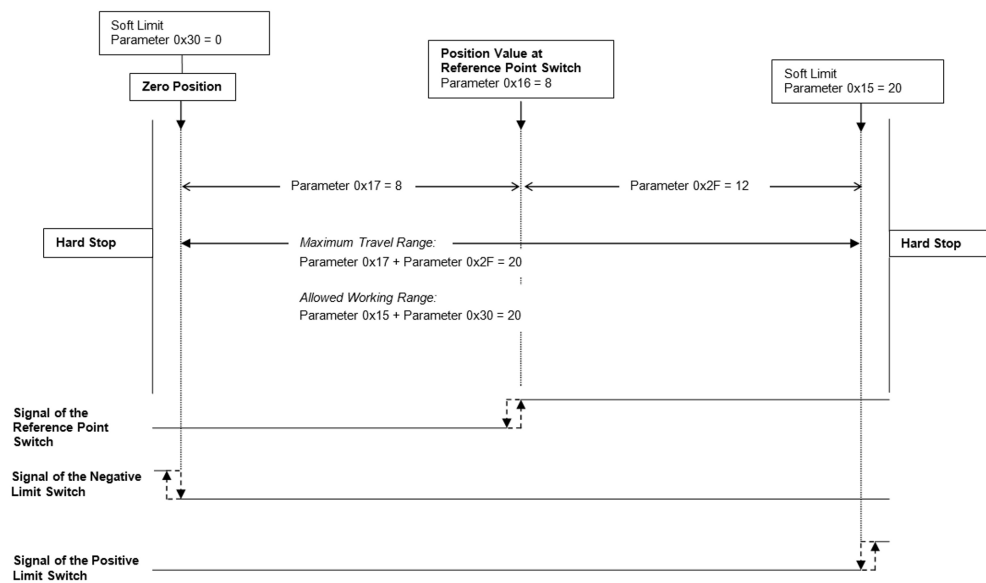 Soft Limit
Parameter 0x30 = 0
Zero Position
Position Value at
Reference Point Switch
Parameter 0x16 = 8
Soft Limit
Parameter 0x15 = 20
Parameter 0x17 = 8
Parameter 0x2F = 12
Hard Stop
Maximum Travel Range:
Parameter 0x17 + Parameter 0x2F = 20
Hard Stop
Allowed Working Range:
Parameter 0x15 + Parameter 0x30 = 20
Signal of the
Reference Point
Switch
Signal of the Negative
Limit Switch
Signal of the Positive
Limit Switch